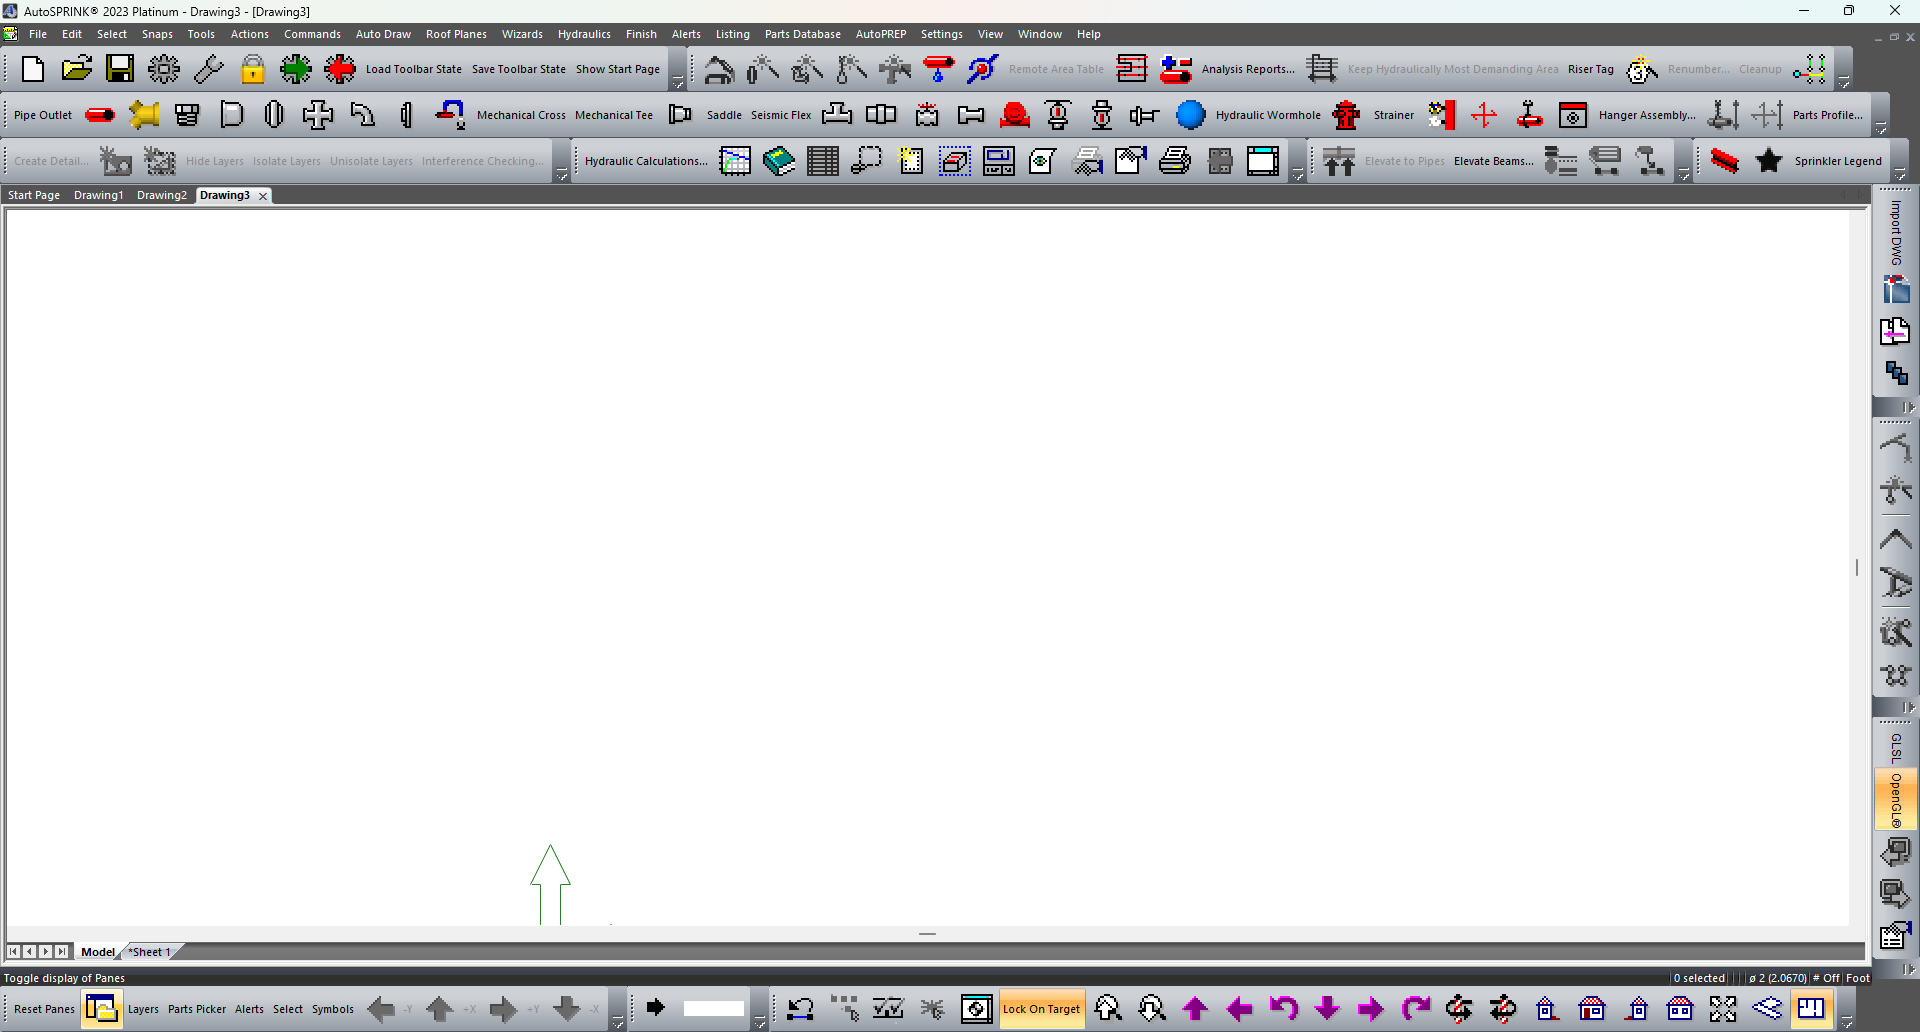 AutoSPRINK® 2023 Platinum - Drawing3 - [Drawing3]
File Edit Select Snaps Tools Actions Commands Auto Draw Roof Planes Wizards Hydraulics Finish Alerts Listing Parts Database AutoPREP Settings View Window Help
Load Toolbar State Save Toolbar State Show Start Page Remote Area Table Analysis Reports... Keep Hydraulically Most Demanding Area Riser Tag Renumber... Cleanup
Pipe Outlet Mechanical Cross Mechanical Tee Saddle Seismic Flex Hydraulic Wormhole Strainer Hanger Assembly... Parts Profile...
Create Detail... Hide Layers Isolate Layers Unisolate Layers Interference Checking... Hydraulic Calculations... Elevate to Pipes Elevate Beams... Sprinkler Legend
Start Page Drawing1 Drawing2 Drawing3
Import DWG
GLSL
OpenGL®
Model *Sheet 1
Toggle display of Panes 0 selected ø 2 (2.0670) # Off Foot
Reset Panes Layers Parts Picker Alerts Select Symbols -Y +X +Y -X Lock On Target